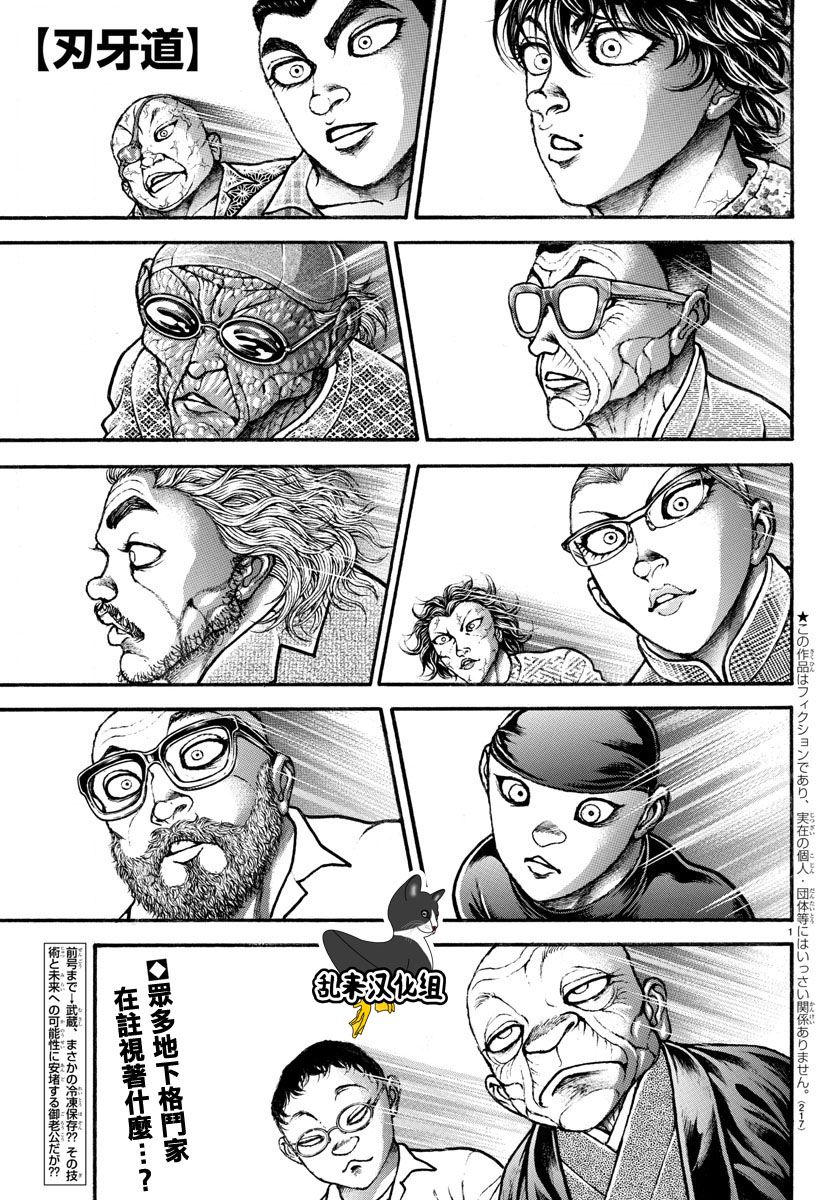 【刃牙道】
★この作品はフィクションであり、実在の個人・団体等にはいっさい関係ありません。
1
(217)
◆眾多地下格鬥家
在註視著什麼…?
乱来汉化组
前号まで→武蔵、まさかの冷凍保存?? その技
術と未来への可能性に安堵する御老公だが??